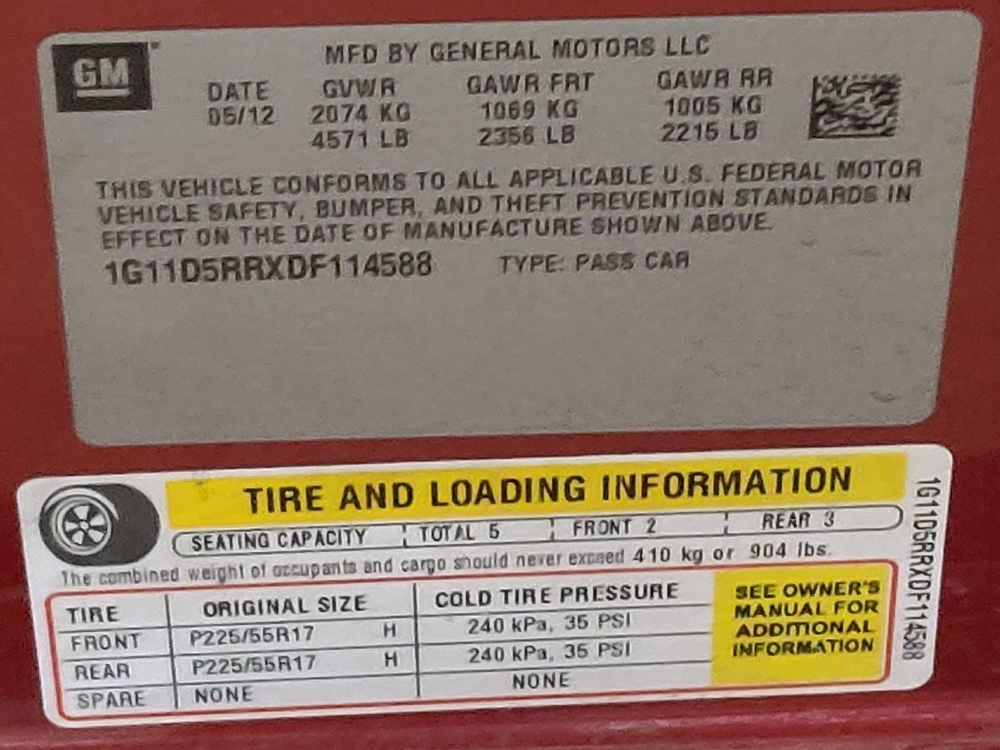 GM
MFD BY GENERAL MOTORS LLC
DATE GVWR GAWR FRT GAWR RR
05/12 2074 KG 1069 KG 1005 KG
4571 LB 2356 LB 2215 LB
THIS VEHICLE CONFORMS TO ALL APPLICABLE U.S. FEDERAL MOTOR
VEHICLE SAFETY, BUMPER, AND THEFT PREVENTION STANDARDS IN
EFFECT ON THE DATE OF MANUFACTURE SHOWN ABOVE.
1G11D5RRXDF114588 TYPE: PASS CAR
TIRE AND LOADING INFORMATION
SEATING CAPACITY TOTAL 5 FRONT 2 REAR 3
The combined weight of occupants and cargo should never exceed 410 kg or 904 lbs.
TIRE ORIGINAL SIZE COLD TIRE PRESSURE
FRONT P225/55R17 H 240 kPa, 35 PSI
REAR P225/55R17 H 240 kPa, 35 PSI
SPARE NONE NONE
SEE OWNER'S
MANUAL FOR
ADDITIONAL
INFORMATION
1G11D5RRXDF114588